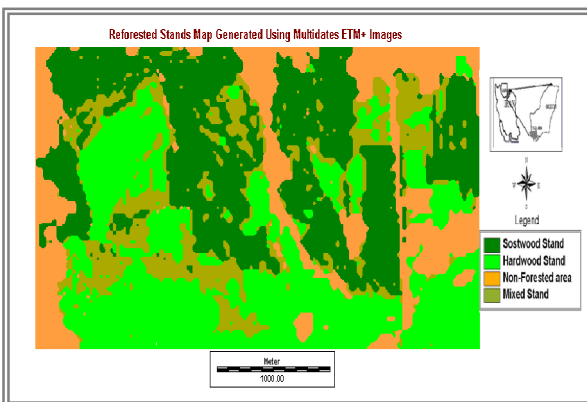 Reforested Stands Map Generated Using Multidates ETM+ Images
N
W E
S
Legend
Sostwood Stand
Hardwood Stand
Non-Forested area
Mixed Stand
Meter
1000.00